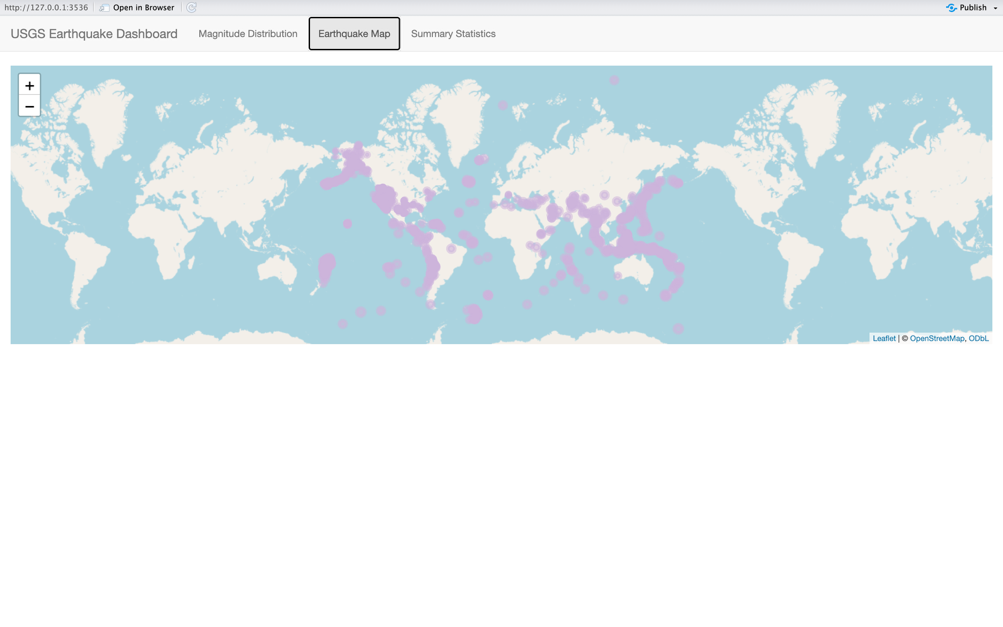 http://127.0.0.1:3536 Open in Browser Publish
USGS Earthquake Dashboard Magnitude Distribution Earthquake Map Summary Statistics
+
−
Leaflet | © OpenStreetMap, ODbL